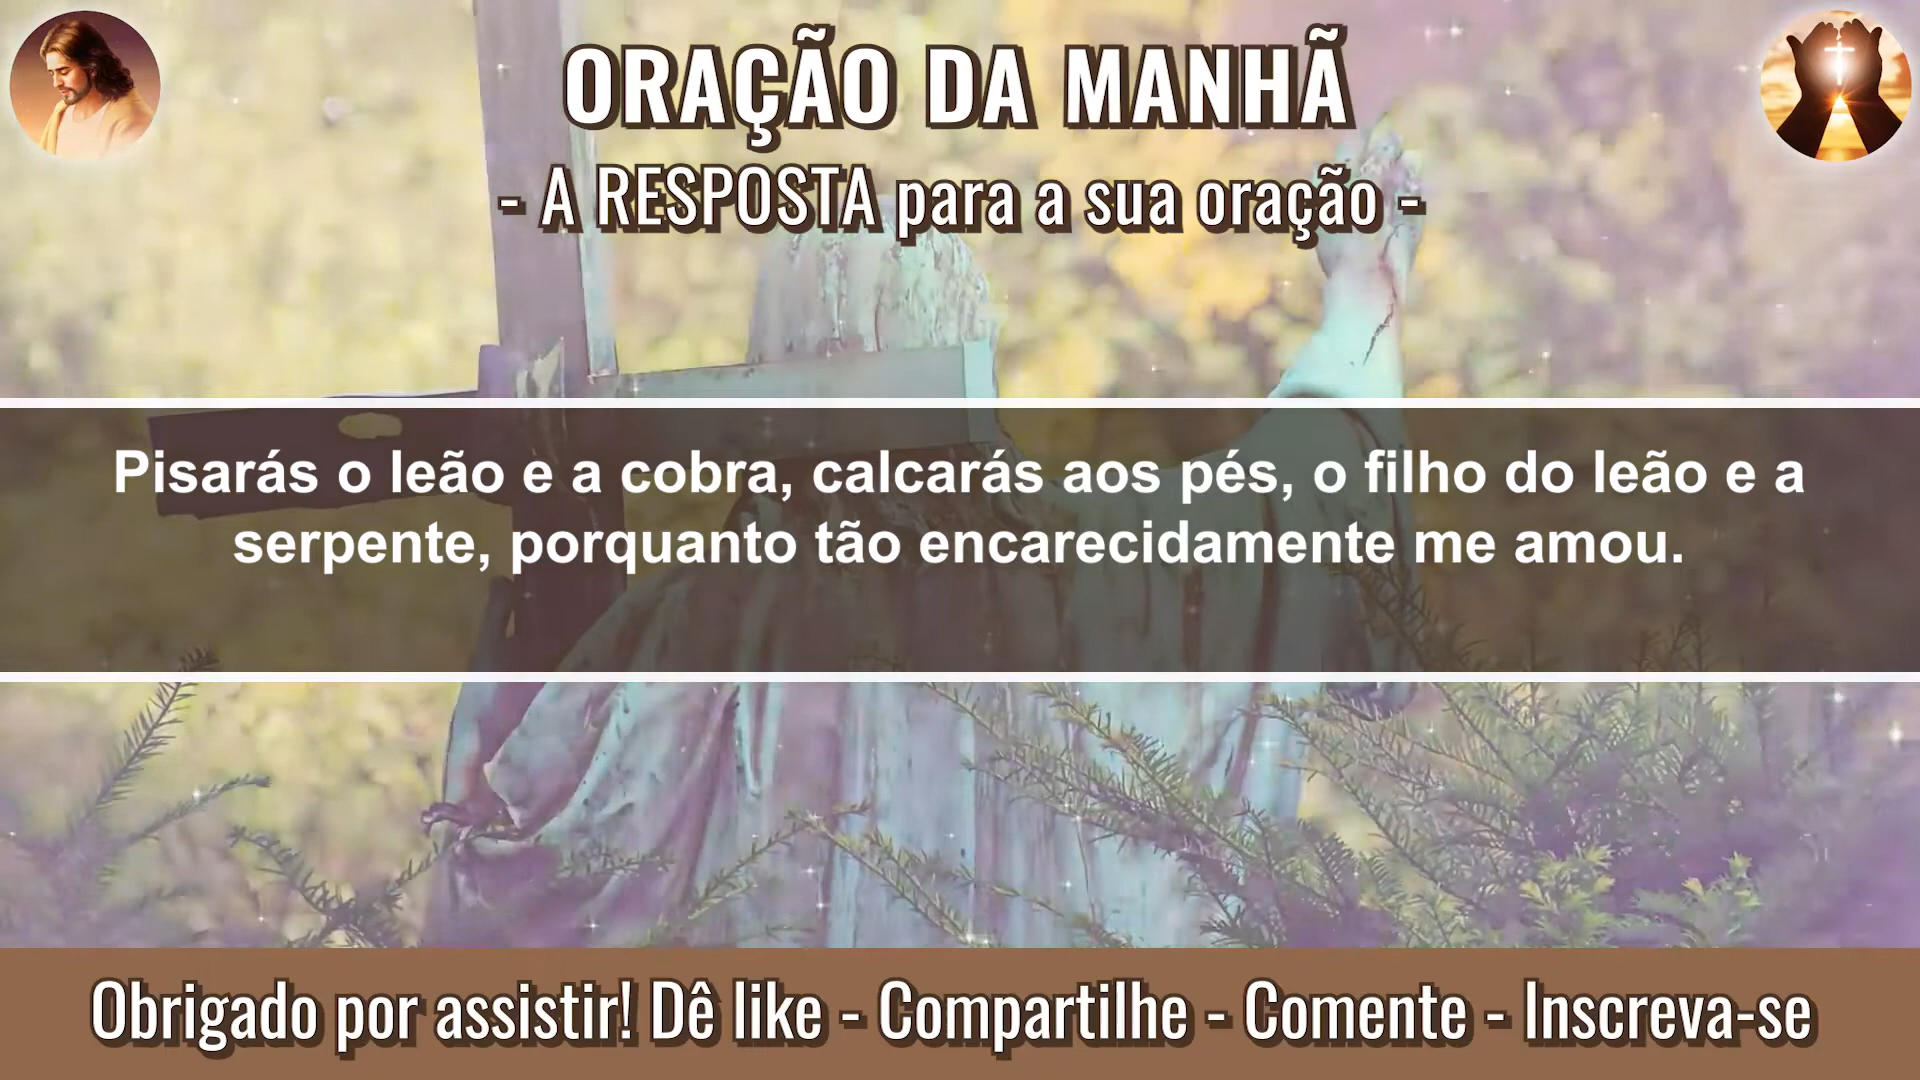 ORAÇÃO DA MANHÃ
- A RESPOSTA para a sua oração -
Pisarás o leão e a cobra, calcarás aos pés, o filho do leão e a
serpente, porquanto tão encarecidamente me amou.
Obrigado por assistir! Dê like - Compartilhe - Comente - Inscreva-se